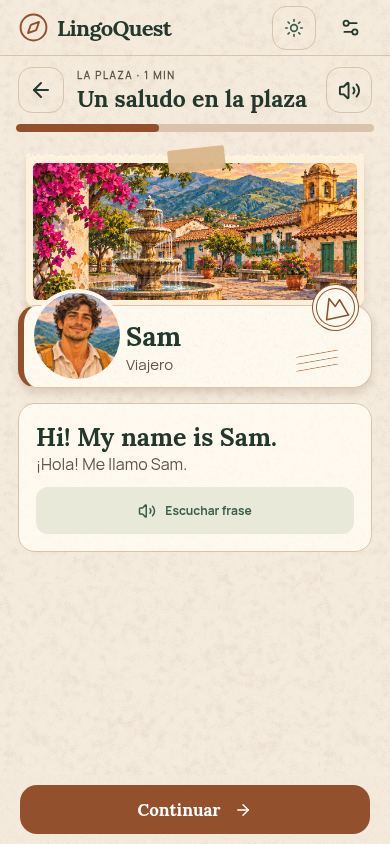 LingoQuest
LA PLAZA · 1 MIN
Un saludo en la plaza
Sam
Viajero
Hi! My name is Sam.
¡Hola! Me llamo Sam.
Escuchar frase
Continuar